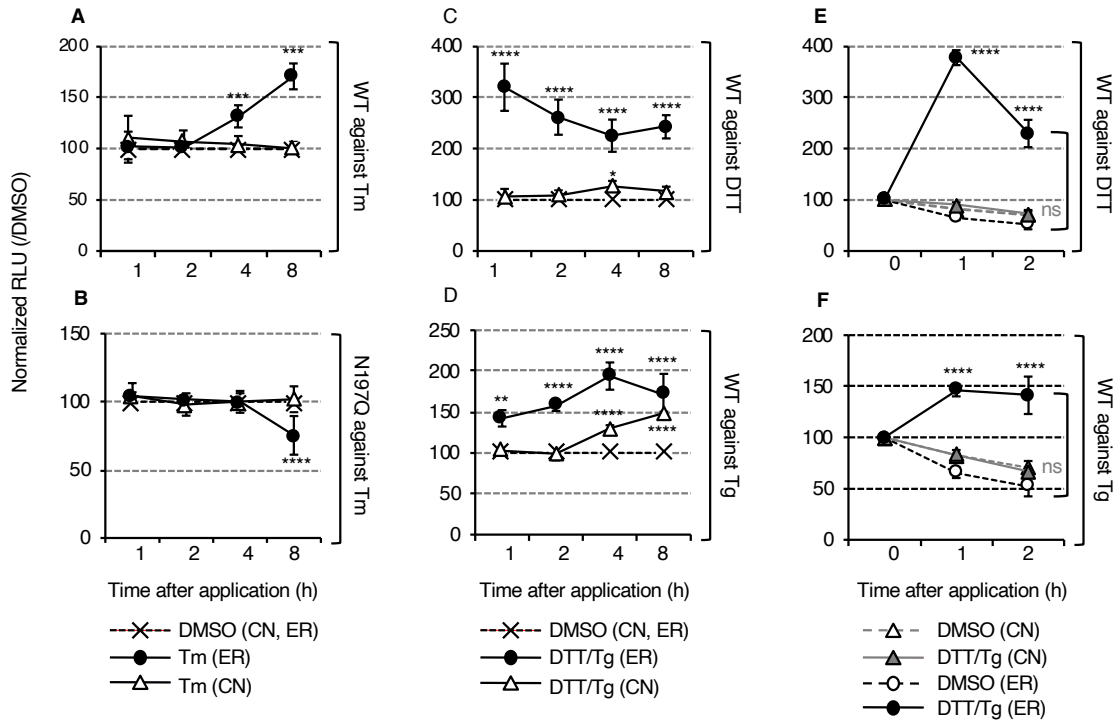 Normalized RLU (/DMSO)
A
200
150
100
50
0
***
***
1 2 4 8
WT against Tm
B
150
100
50
0
****
1 2 4 8
N197Q against Tm
Time after application (h)
DMSO (CN, ER)
Tm (ER)
Tm (CN)
C
400
300
200
100
0
****
****
****
****
*
1 2 4 8
WT against DTT
D
250
200
150
100
50
0
**
****
****
****
****
****
1 2 4 8
WT against Tg
Time after application (h)
DMSO (CN, ER)
DTT/Tg (ER)
DTT/Tg (CN)
E
400
300
200
100
0
****
****
ns
0 1 2
WT against DTT
F
200
150
100
50
0
****
****
ns
0 1 2
WT against Tg
Time after application (h)
DMSO (CN)
DTT/Tg (CN)
DMSO (ER)
DTT/Tg (ER)